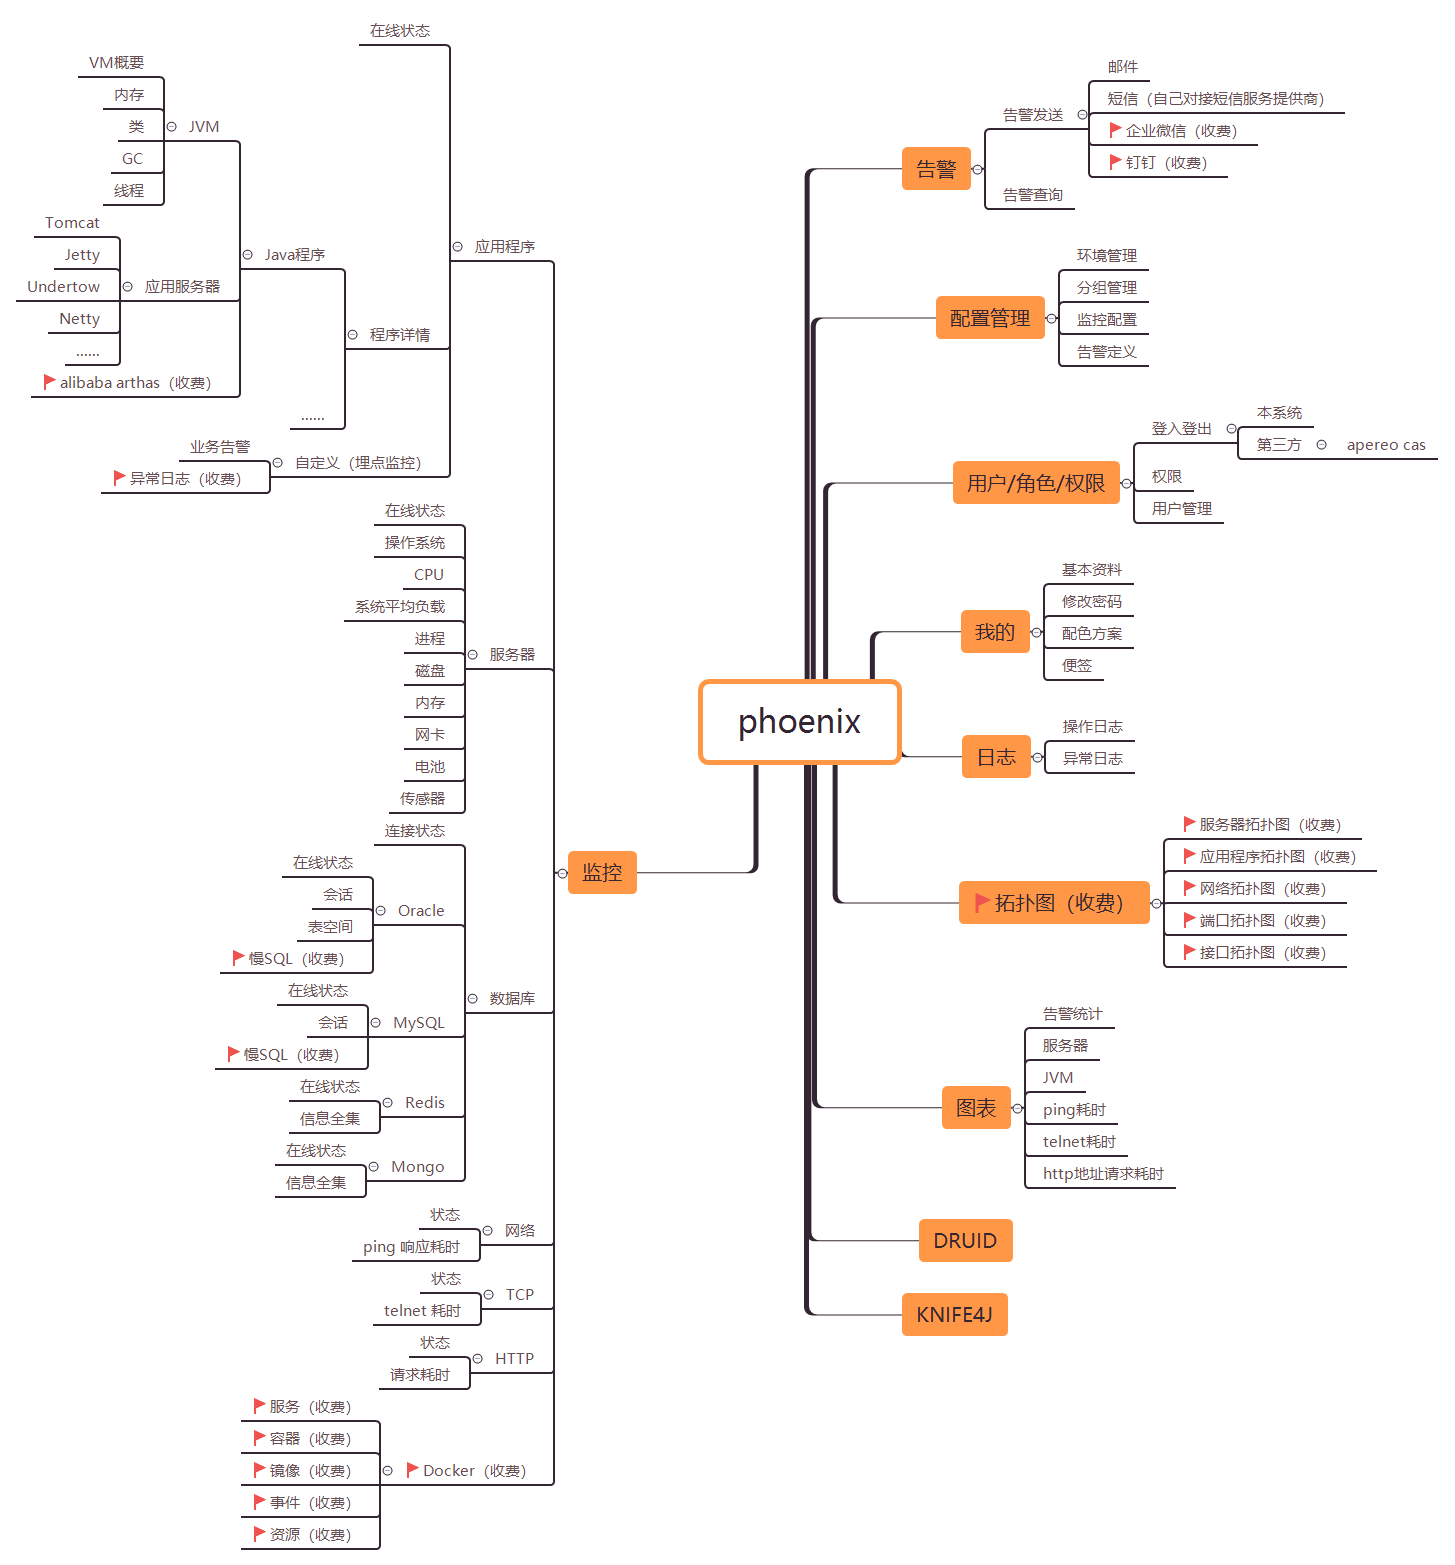 phoenix
告警
告警发送
邮件
短信（自己对接短信服务提供商）
企业微信（收费）
钉钉（收费）
告警查询
配置管理
环境管理
分组管理
监控配置
告警定义
用户/角色/权限
登入登出
本系统
第三方
apereo cas
权限
用户管理
我的
基本资料
修改密码
配色方案
便签
日志
操作日志
异常日志
拓扑图（收费）
服务器拓扑图（收费）
应用程序拓扑图（收费）
网络拓扑图（收费）
端口拓扑图（收费）
接口拓扑图（收费）
图表
告警统计
服务器
JVM
ping耗时
telnet耗时
http地址请求耗时
DRUID
KNIFE4J
监控
应用程序
在线状态
程序详情
Java程序
JVM
VM概要
内存
类
GC
线程
应用服务器
Tomcat
Jetty
Undertow
Netty
......
alibaba arthas（收费）
......
自定义（埋点监控）
业务告警
异常日志（收费）
服务器
在线状态
操作系统
CPU
系统平均负载
进程
磁盘
内存
网卡
电池
传感器
数据库
连接状态
Oracle
在线状态
会话
表空间
慢SQL（收费）
MySQL
在线状态
会话
慢SQL（收费）
Redis
在线状态
信息全集
Mongo
在线状态
信息全集
网络
状态
ping 响应耗时
TCP
状态
telnet 耗时
HTTP
状态
请求耗时
Docker（收费）
服务（收费）
容器（收费）
镜像（收费）
事件（收费）
资源（收费）